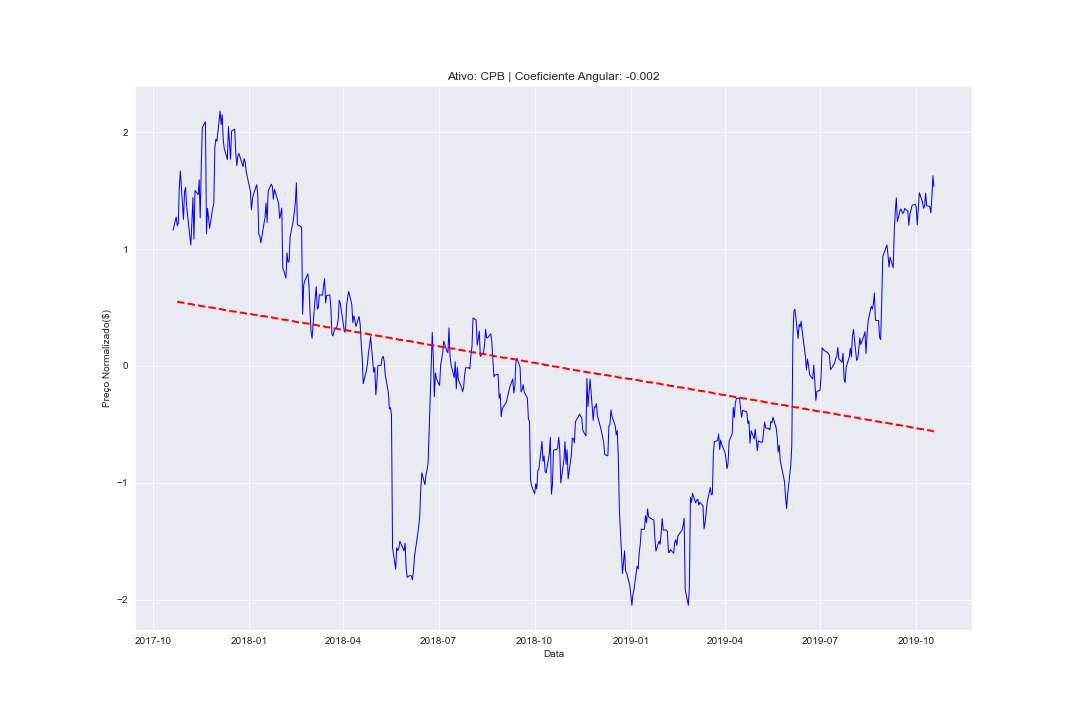 Ativo: CPB | Coeficiente Angular: -0.002
Preço Normalizado($)
2
1
0
−1
−2
2017-10 2018-01 2018-04 2018-07 2018-10 2019-01 2019-04 2019-07 2019-10
Data